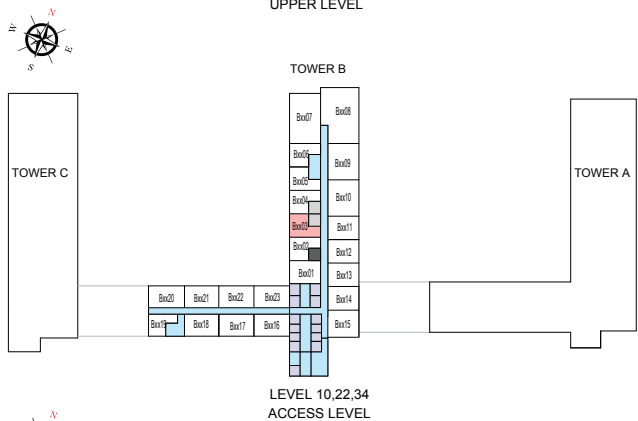 UPPER LEVEL
N
W
E
S
TOWER B
Bxx07
Bxx08
Bxx06
Bxx09
TOWER C
TOWER A
Bxx05
Bxx10
Bxx04
Bxx03
Bxx11
Bxx02
Bxx12
Bxx01
Bxx13
Bxx20
Bxx21
Bxx22
Bxx23
Bxx14
Bxx19
Bxx18
Bxx17
Bxx16
Bxx15
LEVEL 10,22,34
ACCESS LEVEL
N